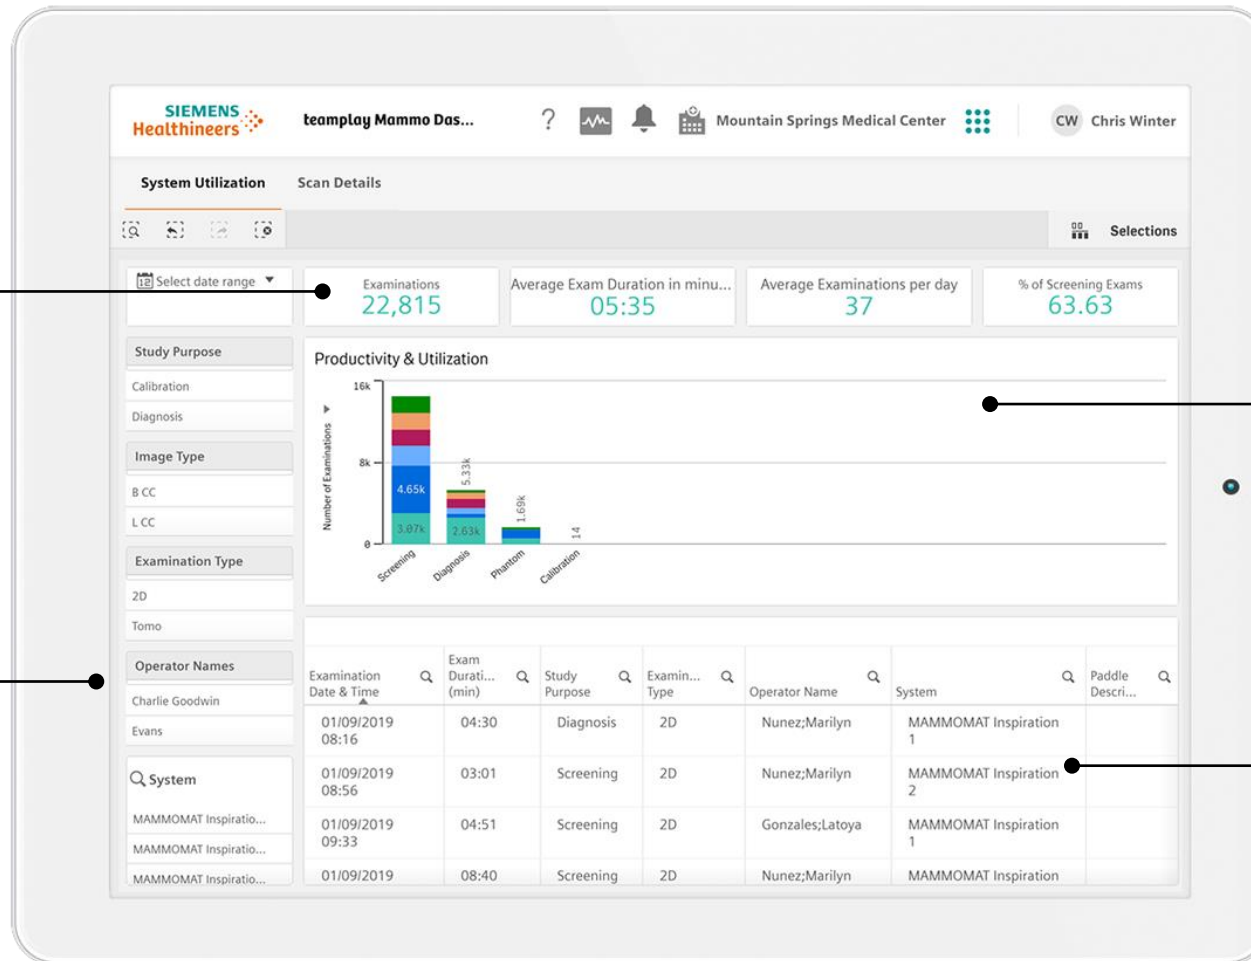 SIEMENS
Healthineers
teamplay Mammo Das...
?
Mountain Springs Medical Center
CW
Chris Winter
System Utilization
Scan Details
Selections
12
Select date range
Examinations
22,815
Average Exam Duration in minu...
05:35
Average Examinations per day
37
% of Screening Exams
63.63
Study Purpose
Calibration
Diagnosis
Image Type
B CC
L CC
Examination Type
2D
Tomo
Operator Names
Charlie Goodwin
Evans
System
MAMMOMAT Inspiratio...
MAMMOMAT Inspiratio...
MAMMOMAT Inspiratio...
Productivity & Utilization
Number of Examinations
16k
8k
0
4.65k
3.07k
5.33k
2.63k
1.69k
14
Screening
Diagnosis
Phantom
Calibration
Examination
Date & Time
Exam
Durati...
(min)
Study
Purpose
Examin...
Type
Operator Name
System
Paddle
Descri...
01/09/2019
08:16
04:30
Diagnosis
2D
Nunez;Marilyn
MAMMOMAT Inspiration
1
01/09/2019
08:56
03:01
Screening
2D
Nunez;Marilyn
MAMMOMAT Inspiration
2
01/09/2019
09:33
04:51
Screening
2D
Gonzales;Latoya
MAMMOMAT Inspiration
1
01/09/2019
08:40
Screening
2D
Nunez;Marilyn
MAMMOMAT Inspiration